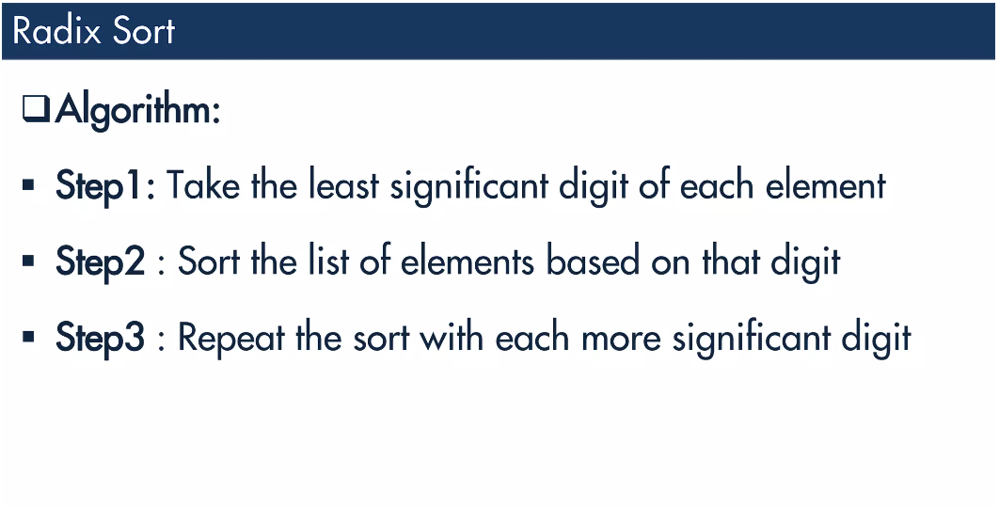 Radix Sort
❑Algorithm:
▪ Step1: Take the least significant digit of each element
▪ Step2 : Sort the list of elements based on that digit
▪ Step3 : Repeat the sort with each more significant digit